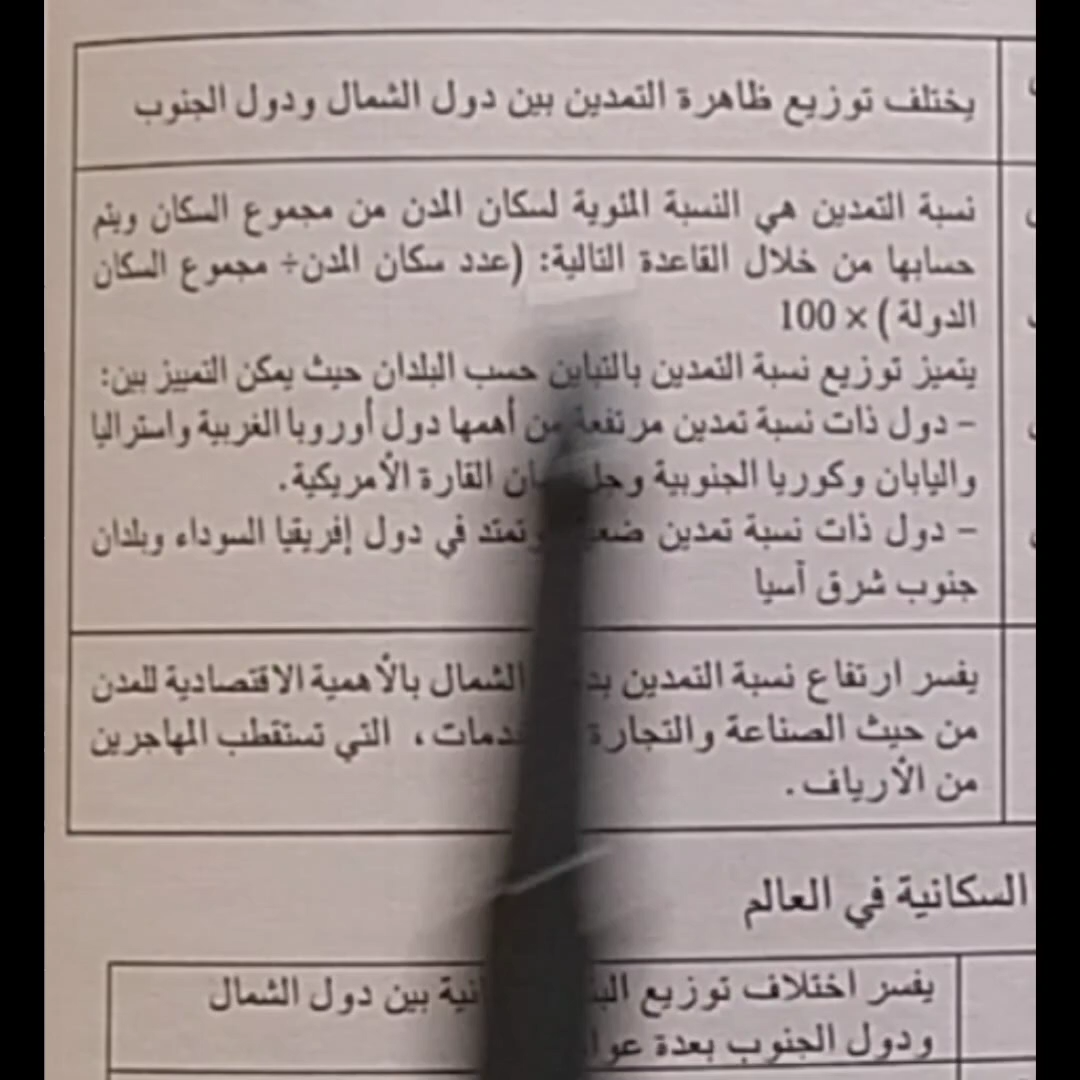 يختلف توزيع ظاهرة التمدين بين دول الشمال ودول الجنوب
نسبة التمدين هي النسبة المئوية لسكان المدن من مجموع السكان ويتم
حسابها من خلال القاعدة التالية: (عدد سكان المدن÷ مجموع السكان
الدولة ) × 100
يتميز توزيع نسبة التمدين بالتباين حسب البلدان حيث يمكن التمييز بين:
- دول ذات نسبة تمدين مرتفعة من أهمها دول أوروبا الغربية واستراليا
واليابان وكوريا الجنوبية وجل القارة الأمريكية.
- دول ذات نسبة تمدين وتمتد في دول إفريقيا السوداء وبلدان
جنوب شرق أسيا
يفسر ارتفاع نسبة التمدين الشمال بالأهمية الاقتصادية للمدن
من حيث الصناعة والتجارة ، التي تستقطب المهاجرين
من الأرياف.
السكانية في العالم
يفسر اختلاف توزيع بين دول الشمال
ودول الجنوب بعدة